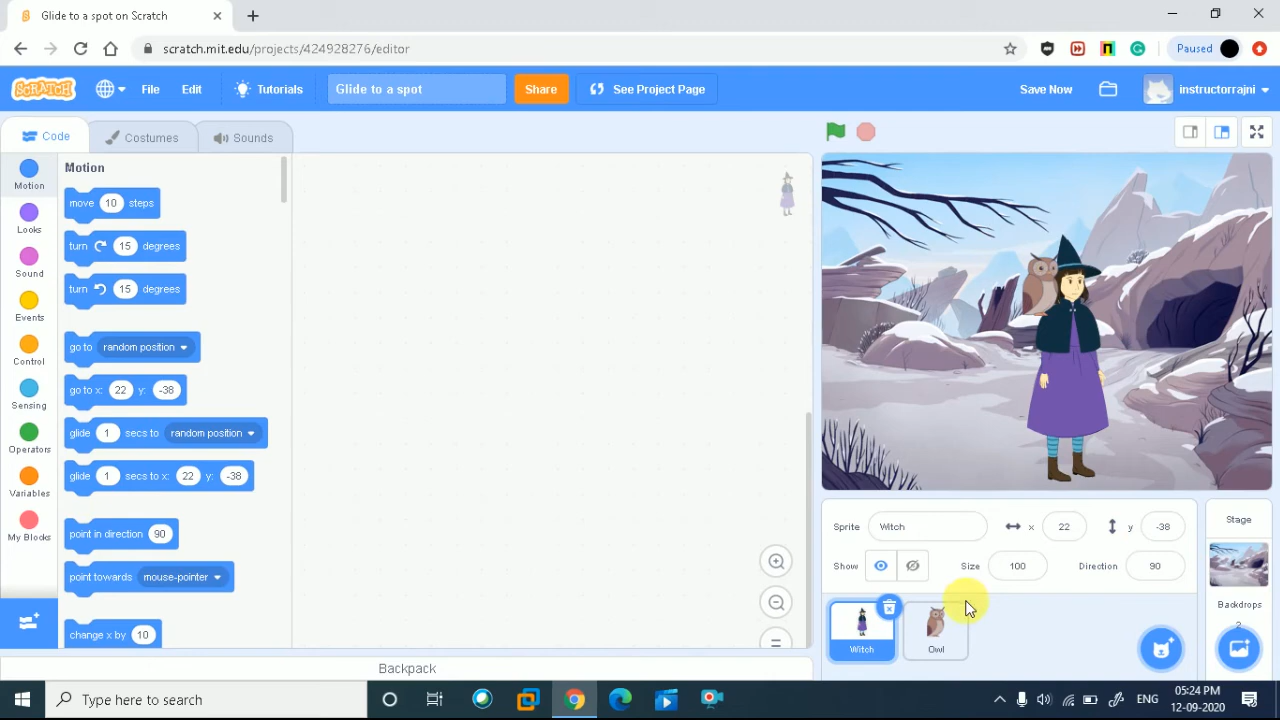 Glide to a spot on Scratch
scratch.mit.edu/projects/424928276/editor
Paused
SCRATCH
File
Edit
Tutorials
Glide to a spot
Share
See Project Page
Save Now
instructorrajni
Code
Costumes
Sounds
Motion
Looks
Sound
Events
Control
Sensing
Operators
Variables
My Blocks
Motion
move 10 steps
turn 15 degrees
turn 15 degrees
go to random position
go to x: 22 y: -38
glide 1 secs to random position
glide 1 secs to x: 22 y: -38
point in direction 90
point towards mouse-pointer
change x by 10
Backpack
Sprite Witch x 22 y -38
Show Size 100 Direction 90
Witch
Owl
Stage
Backdrops
2
Type here to search
ENG
05:24 PM
12-09-2020